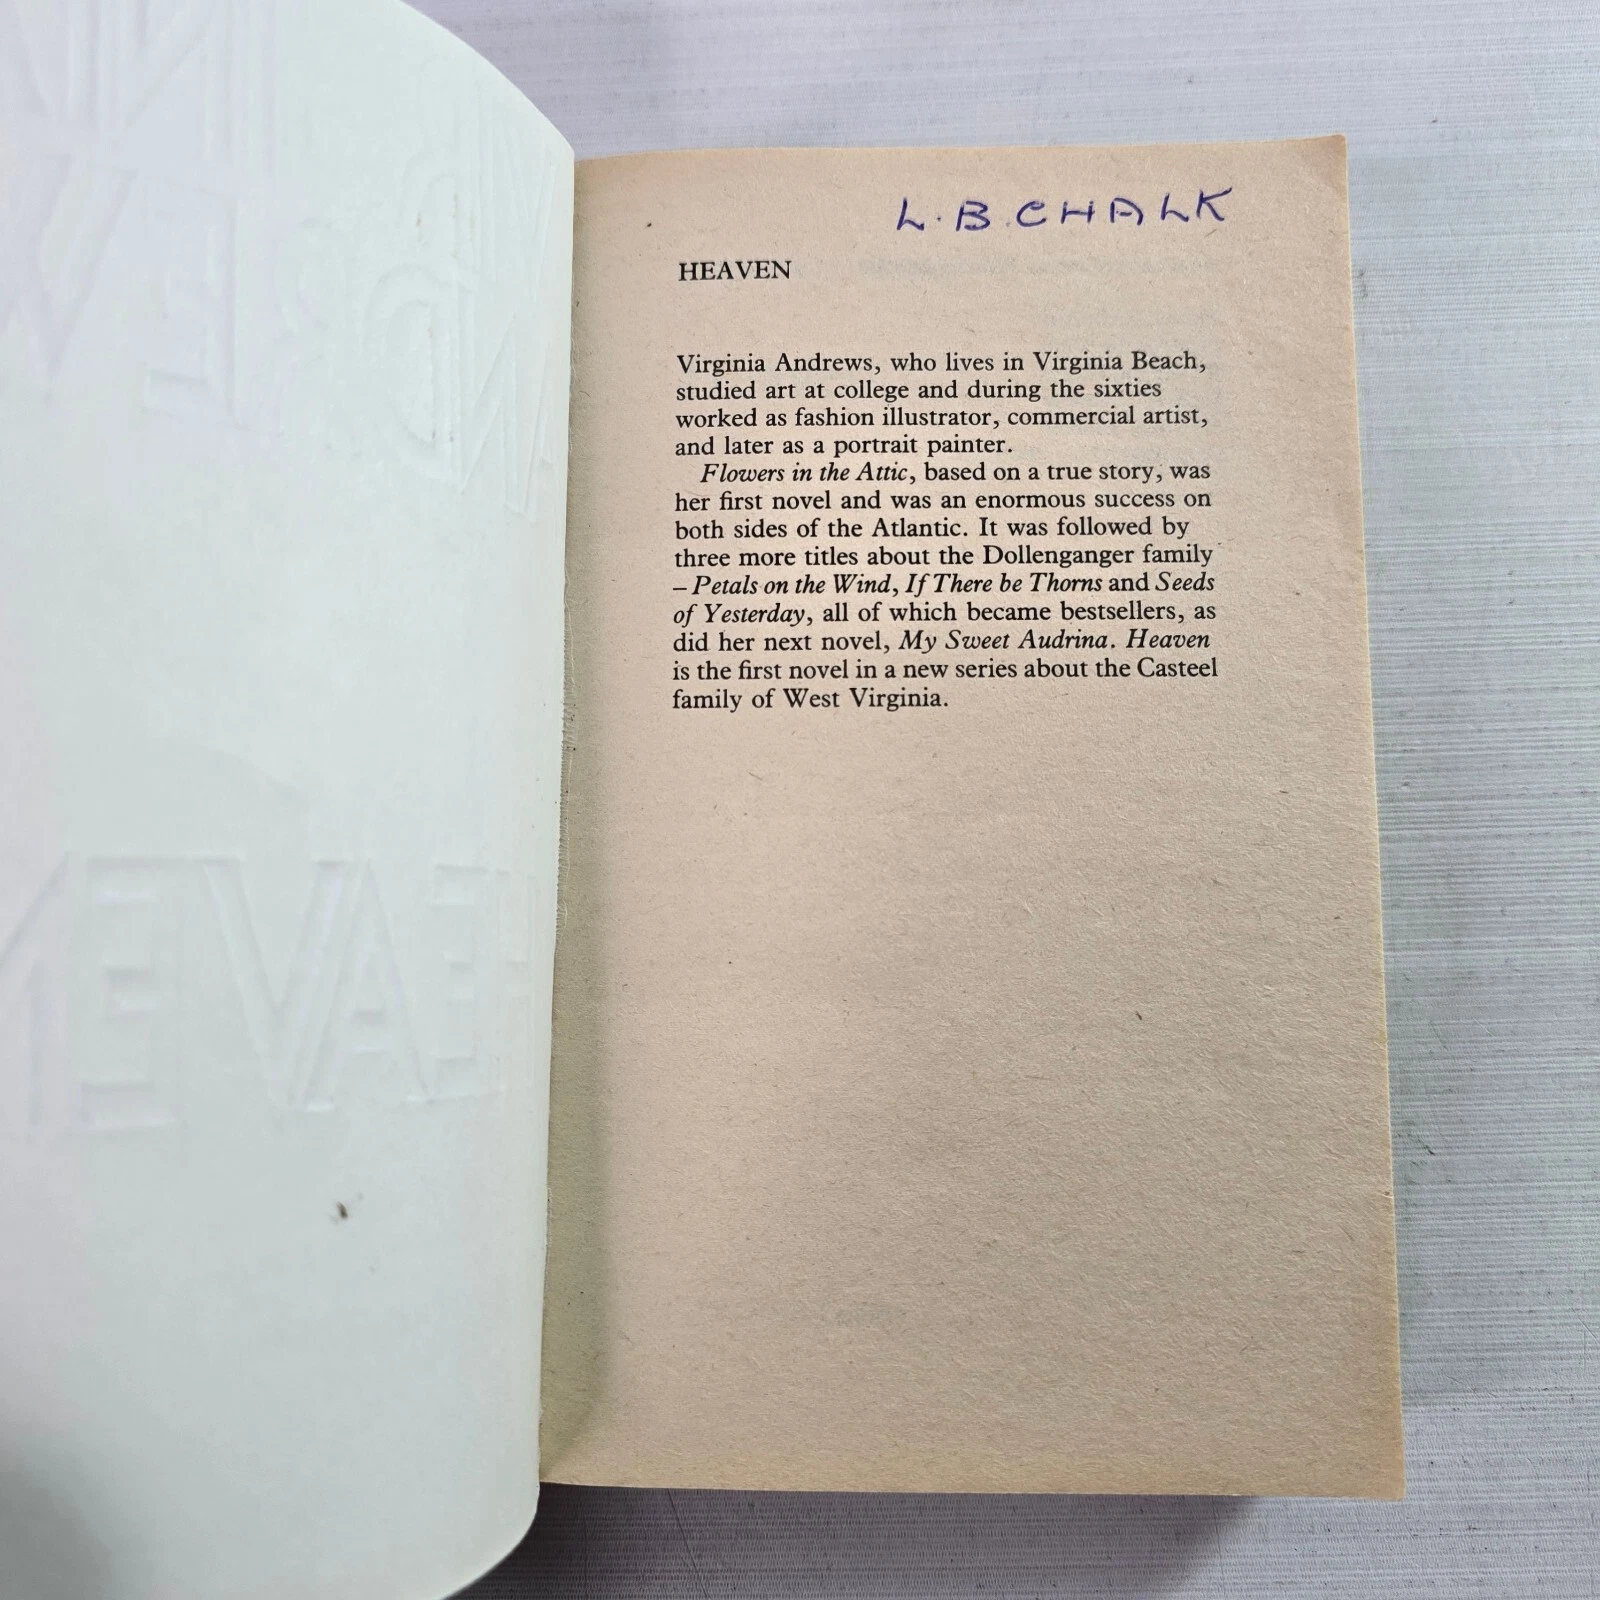 L. B. CHALK
HEAVEN
Virginia Andrews, who lives in Virginia Beach,
studied art at college and during the sixties
worked as fashion illustrator, commercial artist,
and later as a portrait painter.
Flowers in the Attic, based on a true story, was
her first novel and was an enormous success on
both sides of the Atlantic. It was followed by
three more titles about the Dollenganger family
– Petals on the Wind, If There be Thorns and Seeds
of Yesterday, all of which became bestsellers, as
did her next novel, My Sweet Audrina. Heaven
is the first novel in a new series about the Casteel
family of West Virginia.
HEAVEN